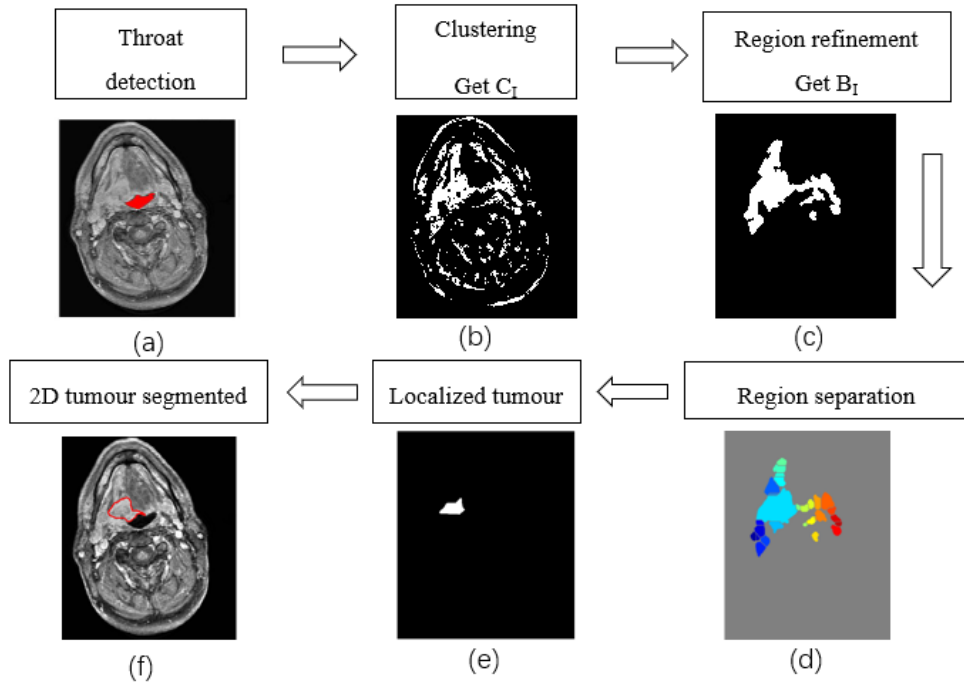 Throat
detection
Clustering
Get C_I
Region refinement
Get B_I
(a)
(b)
(c)
2D tumour segmented
Localized tumour
Region separation
(f)
(e)
(d)